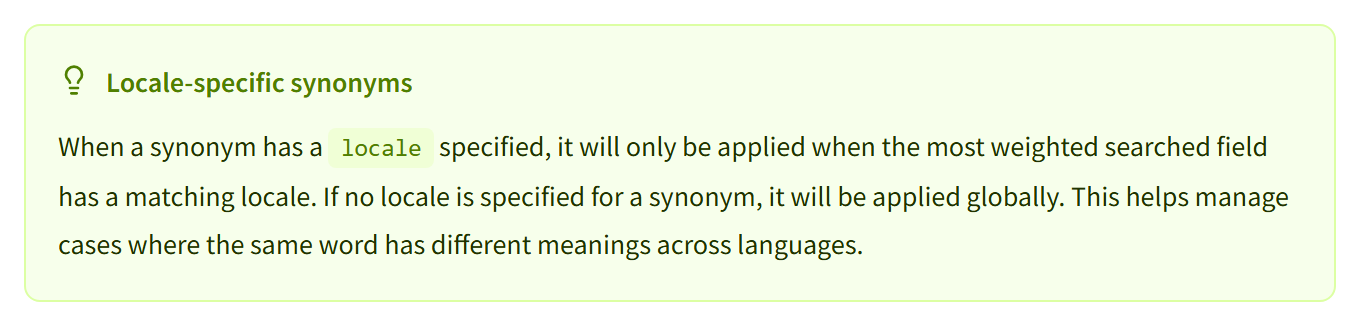 Locale-specific synonyms
When a synonym has a locale specified, it will only be applied when the most weighted searched field
has a matching locale. If no locale is specified for a synonym, it will be applied globally. This helps manage
cases where the same word has different meanings across languages.